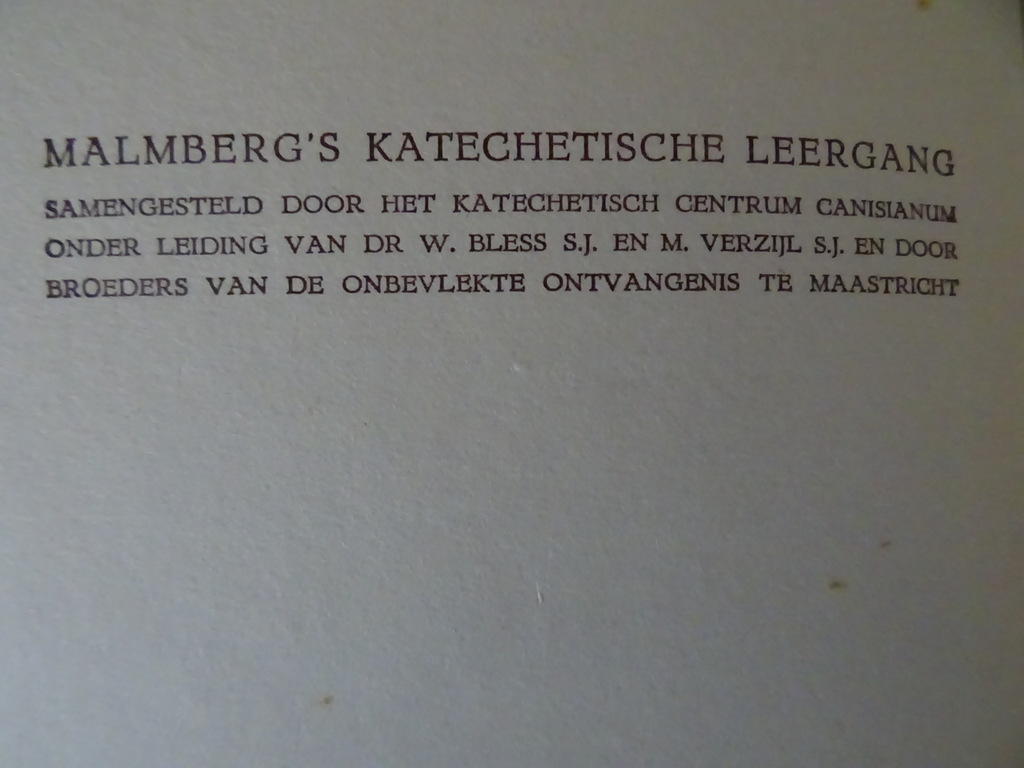 MALMBERG'S KATECHETISCHE LEERGANG
SAMENGESTELD DOOR HET KATECHETISCH CENTRUM CANISIANUM
ONDER LEIDING VAN DR W. BLESS S.J. EN M. VERZIJL S.J. EN DOOR
BROEDERS VAN DE ONBEVLEKTE ONTVANGENIS TE MAASTRICHT